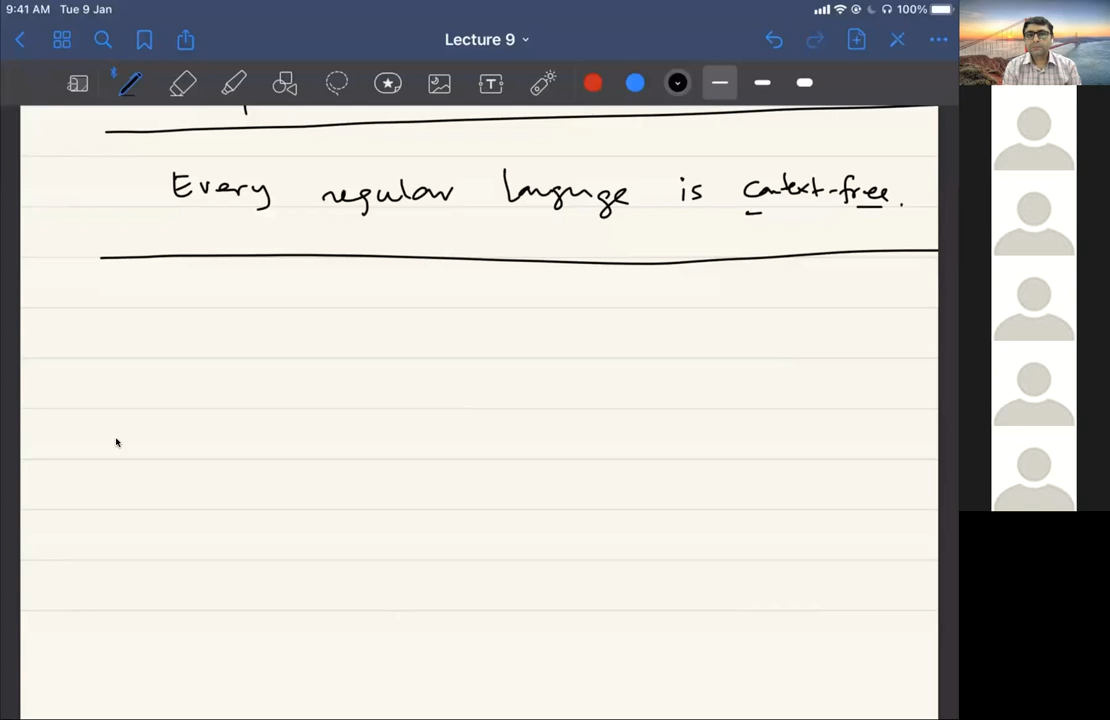 9:41 AM Tue 9 Jan 100%
Lecture 9
T
Every regular language is context-free.